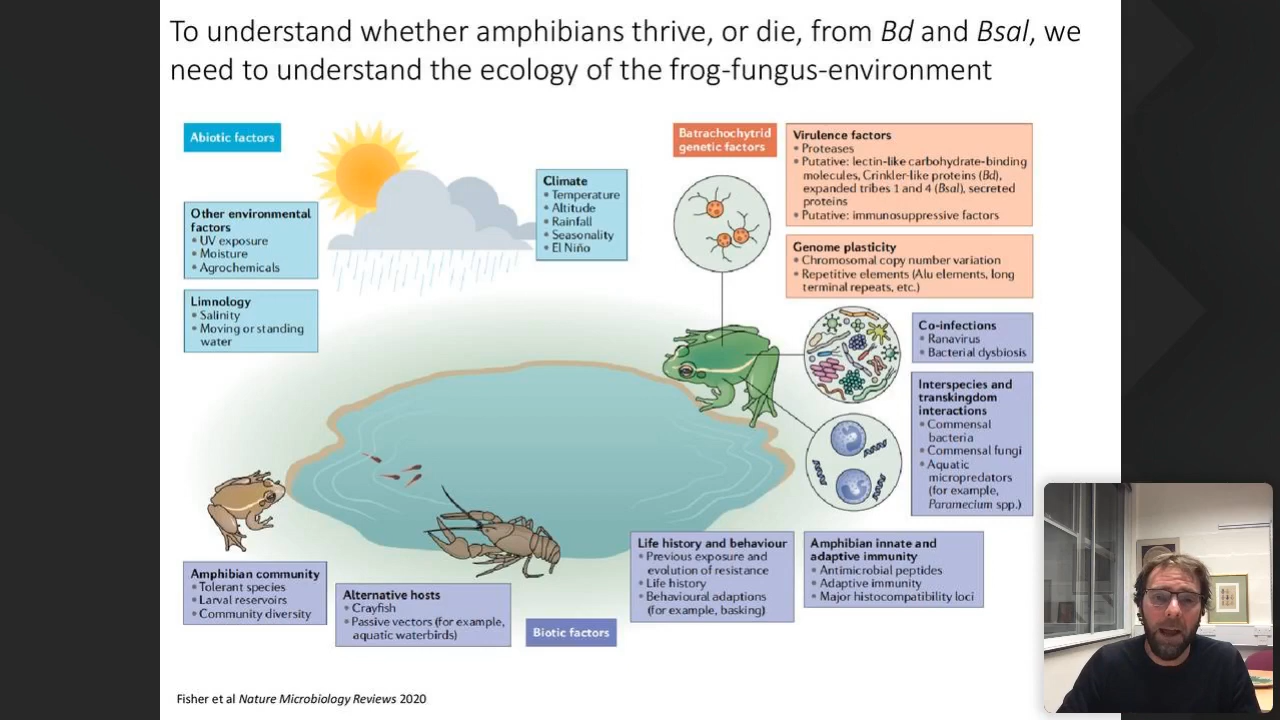 To understand whether amphibians thrive, or die, from Bd and Bsal, we
need to understand the ecology of the frog-fungus-environment
Abiotic factors
Other environmental
factors
• UV exposure
• Moisture
• Agrochemicals
Limnology
• Salinity
• Moving or standing
water
Climate
• Temperature
• Altitude
• Rainfall
• Seasonality
• El Niño
Batrachochytrid
genetic factors
Virulence factors
• Proteases
• Putative: lectin-like carbohydrate-binding
molecules, Crinkler-like proteins (Bd),
expanded tribes 1 and 4 (Bsal), secreted
proteins
• Putative: immunosuppressive factors
Genome plasticity
• Chromosomal copy number variation
• Repetitive elements (Alu elements, long
terminal repeats, etc.)
Co-infections
• Ranavirus
• Bacterial dysbiosis
Interspecies and
transkingdom
interactions
• Commensal
bacteria
• Commensal fungi
• Aquatic
micropredators
(for example,
Paramecium spp.)
Amphibian community
• Tolerant species
• Larval reservoirs
• Community diversity
Alternative hosts
• Crayfish
• Passive vectors (for example,
aquatic waterbirds)
Biotic factors
Life history and behaviour
• Previous exposure and
evolution of resistance
• Life history
• Behavioural adaptions
(for example, basking)
Amphibian innate and
adaptive immunity
• Antimicrobial peptides
• Adaptive immunity
• Major histocompatibility loci
Fisher et al Nature Microbiology Reviews 2020